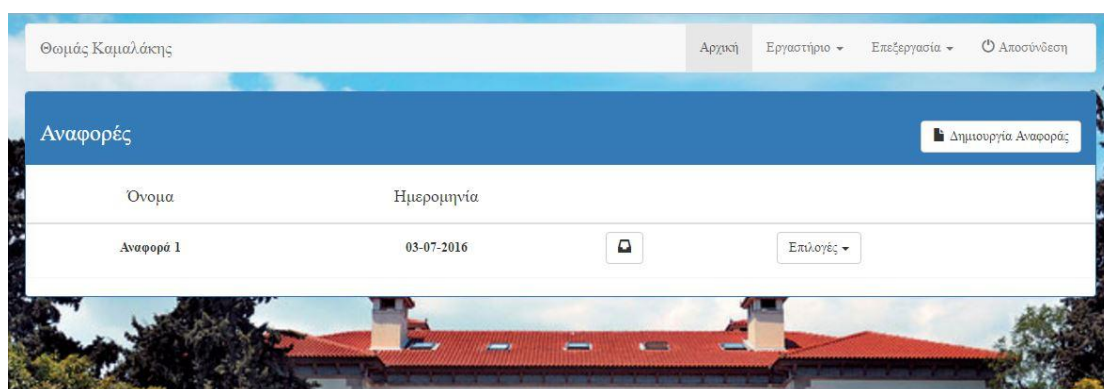 Θωμάς Καμαλάκης Αρχική Εργαστήριο Επεξεργασία Αποσύνδεση
Αναφορές Δημιουργία Αναφοράς
Όνομα Ημερομηνία
Αναφορά 1 03-07-2016 Επιλογές